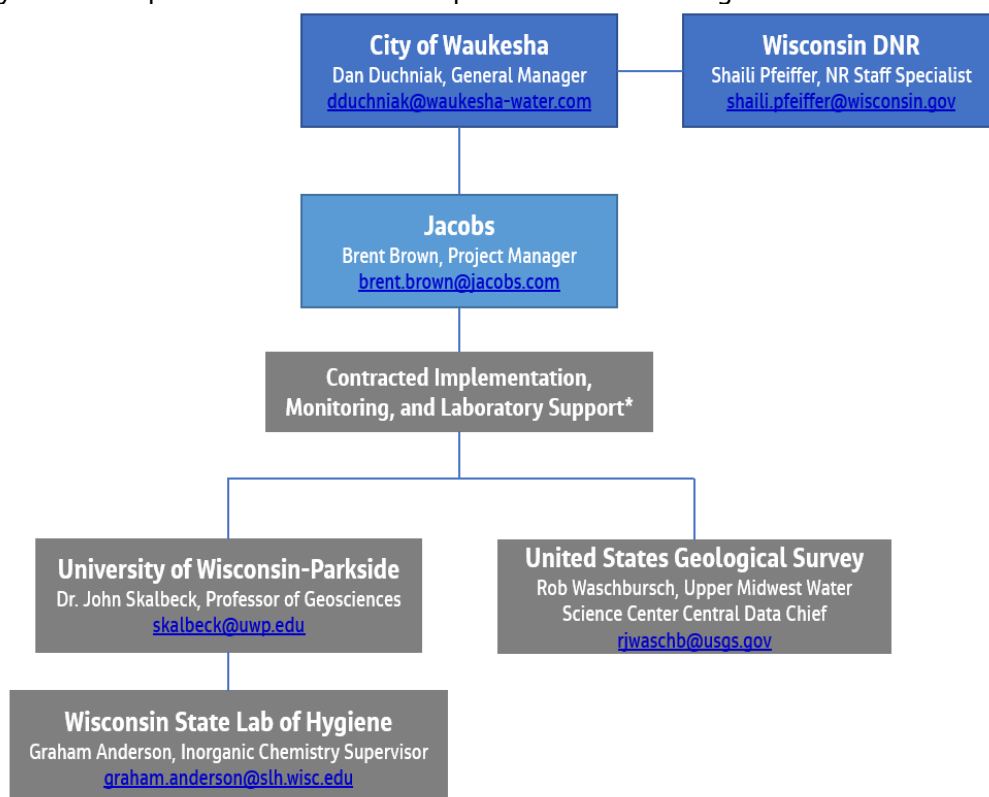 City of Waukesha
Dan Duchniak, General Manager
dduchniak@waukesha-water.com
Wisconsin DNR
Shaili Pfeiffer, NR Staff Specialist
shaili.pfeiffer@wisconsin.gov
Jacobs
Brent Brown, Project Manager
brent.brown@jacobs.com
Contracted Implementation,
Monitoring, and Laboratory Support*
University of Wisconsin-Parkside
Dr. John Skalbeck, Professor of Geosciences
skalbeck@uwp.edu
United States Geological Survey
Rob Waschbursch, Upper Midwest Water
Science Center Central Data Chief
rjwaschb@usgs.gov
Wisconsin State Lab of Hygiene
Graham Anderson, Inorganic Chemistry Supervisor
graham.anderson@slh.wisc.edu